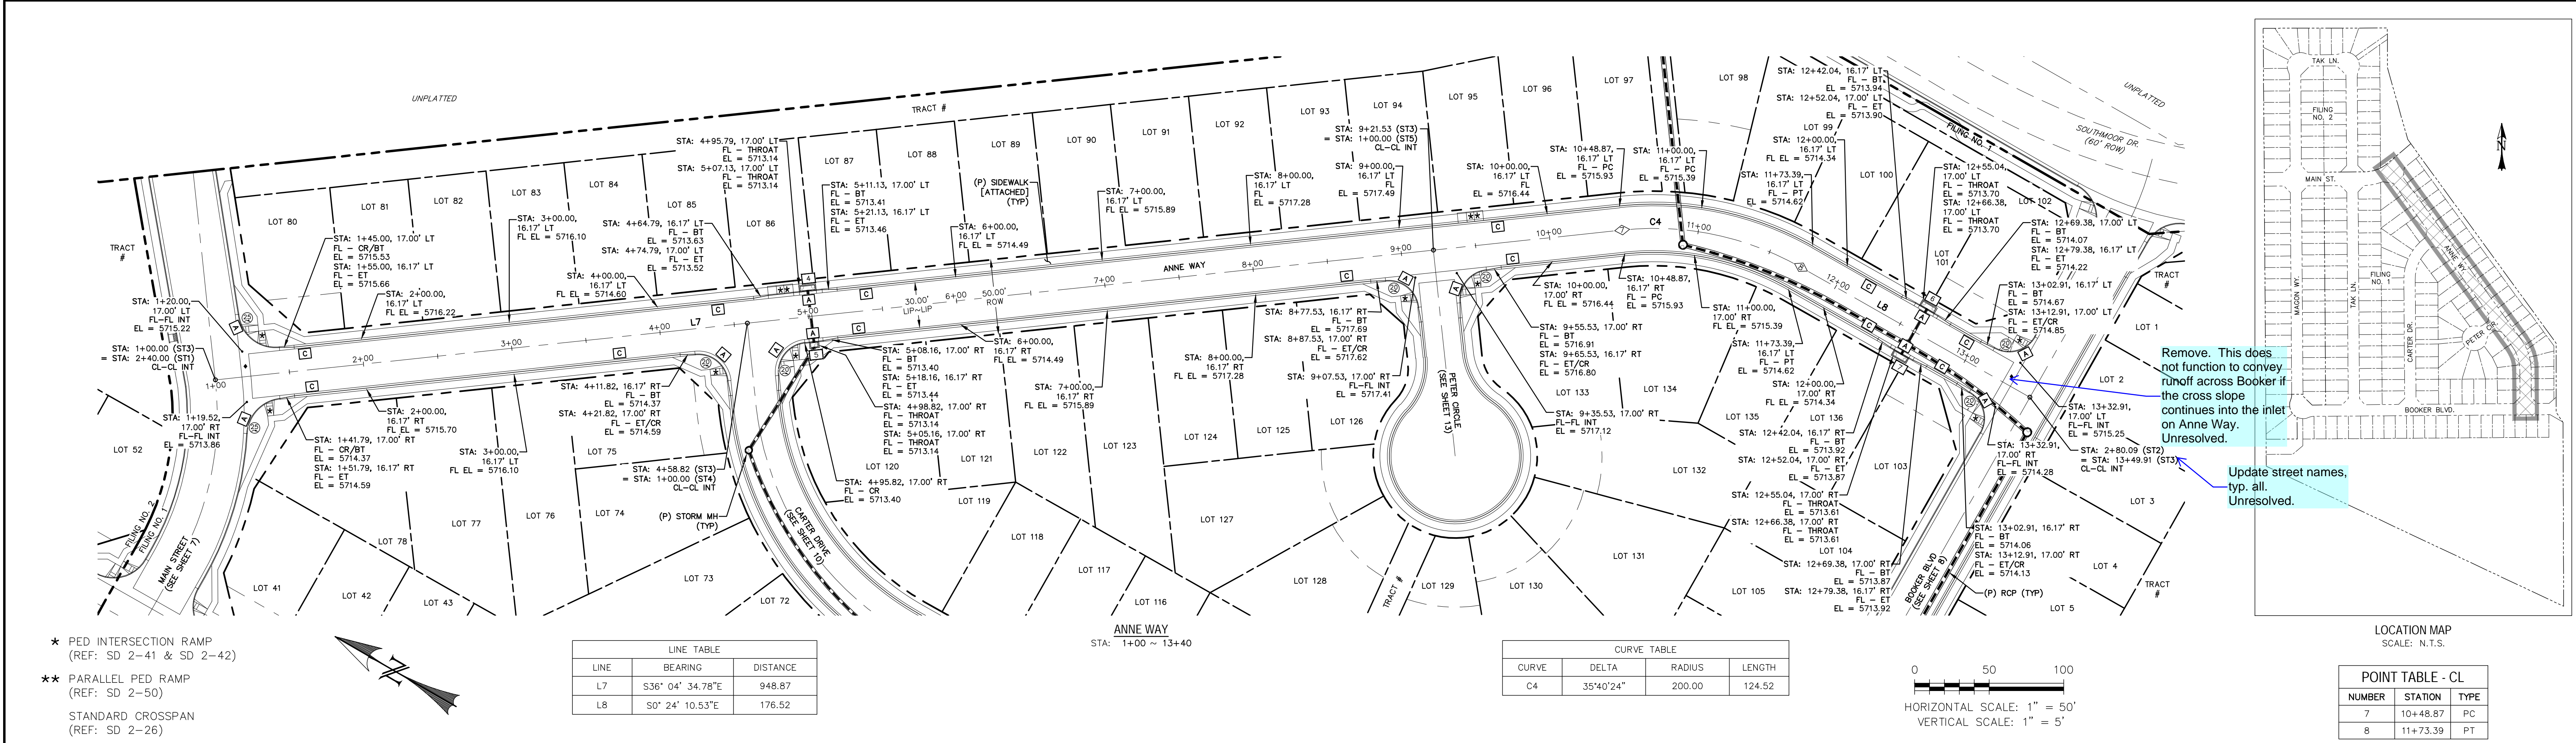 UNPLATTED
TRACT #
TRACT
#
LOT 80
LOT 81
LOT 82
LOT 83
LOT 84
LOT 85
LOT 86
LOT 87
LOT 88
LOT 89
LOT 90
LOT 91
LOT 92
LOT 93
LOT 94
LOT 95
LOT 96
LOT 97
LOT 98
LOT 99
LOT 100
LOT 101
LOT 102
UNPLATTED
SOUTHMOOR DR.
(60' ROW)
FILING NO. 1
STA: 1+20.00,
17.00' LT
FL-FL INT
EL = 5715.22
STA: 1+00.00 (ST3)
= STA: 2+40.00 (ST1)
CL-CL INT
STA: 1+19.52,
17.00' RT
FL-FL INT
EL = 5713.86
STA: 1+45.00, 17.00' LT
FL - CR/BT
EL = 5715.53
STA: 1+55.00, 16.17' LT
FL - ET
EL = 5715.66
STA: 2+00.00,
16.17' LT
FL EL = 5716.22
STA: 3+00.00,
16.17' LT
FL EL = 5716.10
STA: 4+00.00,
16.17' LT
FL EL = 5714.60
STA: 4+64.79, 16.17' LT
FL - BT
EL = 5713.63
STA: 4+74.79, 17.00' LT
FL - ET
EL = 5713.52
STA: 4+95.79, 17.00' LT
FL - THROAT
EL = 5713.14
STA: 5+07.13, 17.00' LT
FL - THROAT
EL = 5713.14
STA: 5+11.13, 17.00' LT
FL - BT
EL = 5713.41
STA: 5+21.13, 16.17' LT
FL - ET
EL = 5713.46
STA: 6+00.00,
16.17' LT
FL EL = 5714.49
(P) SIDEWALK
[ATTACHED]
(TYP)
STA: 7+00.00,
16.17' LT
FL EL = 5715.89
STA: 8+00.00,
16.17' LT
FL
EL = 5717.28
STA: 9+21.53 (ST3)
= STA: 1+00.00 (ST5)
CL-CL INT
STA: 9+00.00,
16.17' LT
FL
EL = 5717.49
STA: 10+00.00,
16.17' LT
FL
EL = 5716.44
STA: 10+48.87,
16.17' LT
FL - PC
EL = 5715.93
STA: 11+00.00,
16.17' LT
FL - PC
EL = 5715.39
STA: 11+73.39,
16.17' LT
FL - PT
EL = 5714.62
STA: 12+00.00,
16.17' LT
FL EL = 5714.34
STA: 12+42.04, 16.17' LT
FL - BT
EL = 5713.94
STA: 12+52.04, 17.00' LT
FL - ET
EL = 5713.90
STA: 12+55.04,
17.00' LT
FL - THROAT
EL = 5713.70
STA: 12+66.38,
17.00' LT
FL - THROAT
EL = 5713.70
STA: 12+69.38, 17.00' LT
FL - BT
EL = 5714.07
STA: 12+79.38, 16.17' LT
FL - ET
EL = 5714.22
STA: 13+02.91, 16.17' LT
FL - BT
EL = 5714.67
STA: 13+12.91, 17.00' LT
FL - ET/CR
EL = 5714.85
1+00
2+00
3+00
4+00
5+00
6+00
7+00
8+00
9+00
10+00
11+00
12+00
13+00
L7
C4
L8
ANNE WAY
30.00'
LIP~LIP
50.00'
ROW
A
C
4
5
6
7
8
22
25
*
**
STA: 1+41.79, 17.00' RT
FL - CR/BT
EL = 5714.37
STA: 1+51.79, 16.17' RT
FL - ET
EL = 5714.59
STA: 2+00.00,
16.17' RT
FL EL = 5715.70
STA: 3+00.00,
16.17' LT
FL EL = 5716.10
STA: 4+11.82, 16.17' RT
FL - BT
EL = 5714.37
STA: 4+21.82, 17.00' RT
FL - ET/CR
EL = 5714.59
STA: 4+58.82 (ST3)
= STA: 1+00.00 (ST4)
CL-CL INT
(P) STORM MH
(TYP)
STA: 5+08.16, 17.00' RT
FL - BT
EL = 5713.40
STA: 5+18.16, 16.17' RT
FL - ET
EL = 5713.44
STA: 4+98.82, 17.00' RT
FL - THROAT
EL = 5713.14
STA: 5+05.16, 17.00' RT
FL - THROAT
EL = 5713.14
STA: 4+95.82, 17.00' RT
FL - CR
EL = 5713.40
STA: 6+00.00,
16.17' RT
FL EL = 5714.49
STA: 7+00.00,
16.17' RT
FL EL = 5715.89
STA: 8+00.00,
16.17' RT
FL EL = 5717.28
STA: 8+77.53, 16.17' RT
FL - BT
EL = 5717.69
STA: 8+87.53, 17.00' RT
FL - ET/CR
EL = 5717.62
STA: 9+07.53, 17.00' RT
FL-FL INT
EL = 5717.41
STA: 9+35.53, 17.00' RT
FL-FL INT
EL = 5717.12
STA: 9+55.53, 17.00' RT
FL - BT
EL = 5716.91
STA: 9+65.53, 16.17' RT
FL - ET/CR
EL = 5716.80
STA: 10+00.00,
17.00' RT
FL EL = 5716.44
STA: 10+48.87,
16.17' RT
FL - PC
EL = 5715.93
STA: 11+00.00,
17.00' RT
FL EL = 5715.39
STA: 11+73.39,
16.17' LT
FL - PT
EL = 5714.62
STA: 12+00.00,
17.00' RT
FL EL = 5714.34
STA: 12+42.04, 16.17' RT
FL - BT
EL = 5713.92
STA: 12+52.04, 17.00' RT
FL - ET
EL = 5713.87
STA: 12+55.04, 17.00' RT
FL - THROAT
EL = 5713.61
STA: 12+66.38, 17.00' RT
FL - THROAT
EL = 5713.61
STA: 12+69.38, 17.00' RT
FL - BT
EL = 5713.87
STA: 12+79.38, 16.17' RT
FL - ET
EL = 5713.92
STA: 13+32.91,
17.00' LT
FL-FL INT
EL = 5715.25
STA: 13+32.91,
17.00' RT
FL-FL INT
EL = 5714.28
STA: 2+80.09 (ST2)
= STA: 13+49.91 (ST3)
CL-CL INT
STA: 13+02.91, 16.17' RT
FL - BT
EL = 5714.06
STA: 13+12.91, 17.00' RT
FL - ET/CR
EL = 5714.13
(P) RCP (TYP)
LOT 52
FILING NO. 2
FILING NO. 1
MAIN STREET
(SEE SHEET 7)
LOT 41
LOT 42
LOT 43
LOT 78
LOT 77
LOT 76
LOT 75
LOT 74
LOT 73
LOT 72
CARTER DRIVE
(SEE SHEET 10)
LOT 120
LOT 121
LOT 119
LOT 118
LOT 117
LOT 116
LOT 122
LOT 123
LOT 124
LOT 125
LOT 126
LOT 127
LOT 128
TRACT #
LOT 129
LOT 130
LOT 131
LOT 132
LOT 133
LOT 134
LOT 135
LOT 136
PETER CIRCLE
(SEE SHEET 13)
LOT 103
LOT 104
LOT 105
BOOKER BLVD
(SEE SHEET 8)
TRACT
#
LOT 1
LOT 2
LOT 3
LOT 4
LOT 5
TRACT
#
Remove. This does
not function to convey
runoff across Booker if
the cross slope
continues into the inlet
on Anne Way.
Unresolved.
Update street names,
typ. all.
Unresolved.
TAK LN.
FILING
NO. 2
MAIN ST.
ANNE WY.
MAGON WY.
TAK LN.
FILING
NO. 1
CARTER DR.
PETER CIR.
BOOKER BLVD.
N
LOCATION MAP
SCALE: N.T.S.
* PED INTERSECTION RAMP
(REF: SD 2-41 & SD 2-42)
** PARALLEL PED RAMP
(REF: SD 2-50)
STANDARD CROSSPAN
(REF: SD 2-26)
N
LINE TABLE
LINE BEARING DISTANCE
L7 S36° 04' 34.78"E 948.87
L8 S0° 24' 10.53"E 176.52
ANNE WAY
STA: 1+00 ~ 13+40
CURVE TABLE
CURVE DELTA RADIUS LENGTH
C4 35°40'24" 200.00 124.52
0 50 100
HORIZONTAL SCALE: 1" = 50'
VERTICAL SCALE: 1" = 5'
POINT TABLE - CL
NUMBER STATION TYPE
7 10+48.87 PC
8 11+73.39 PT